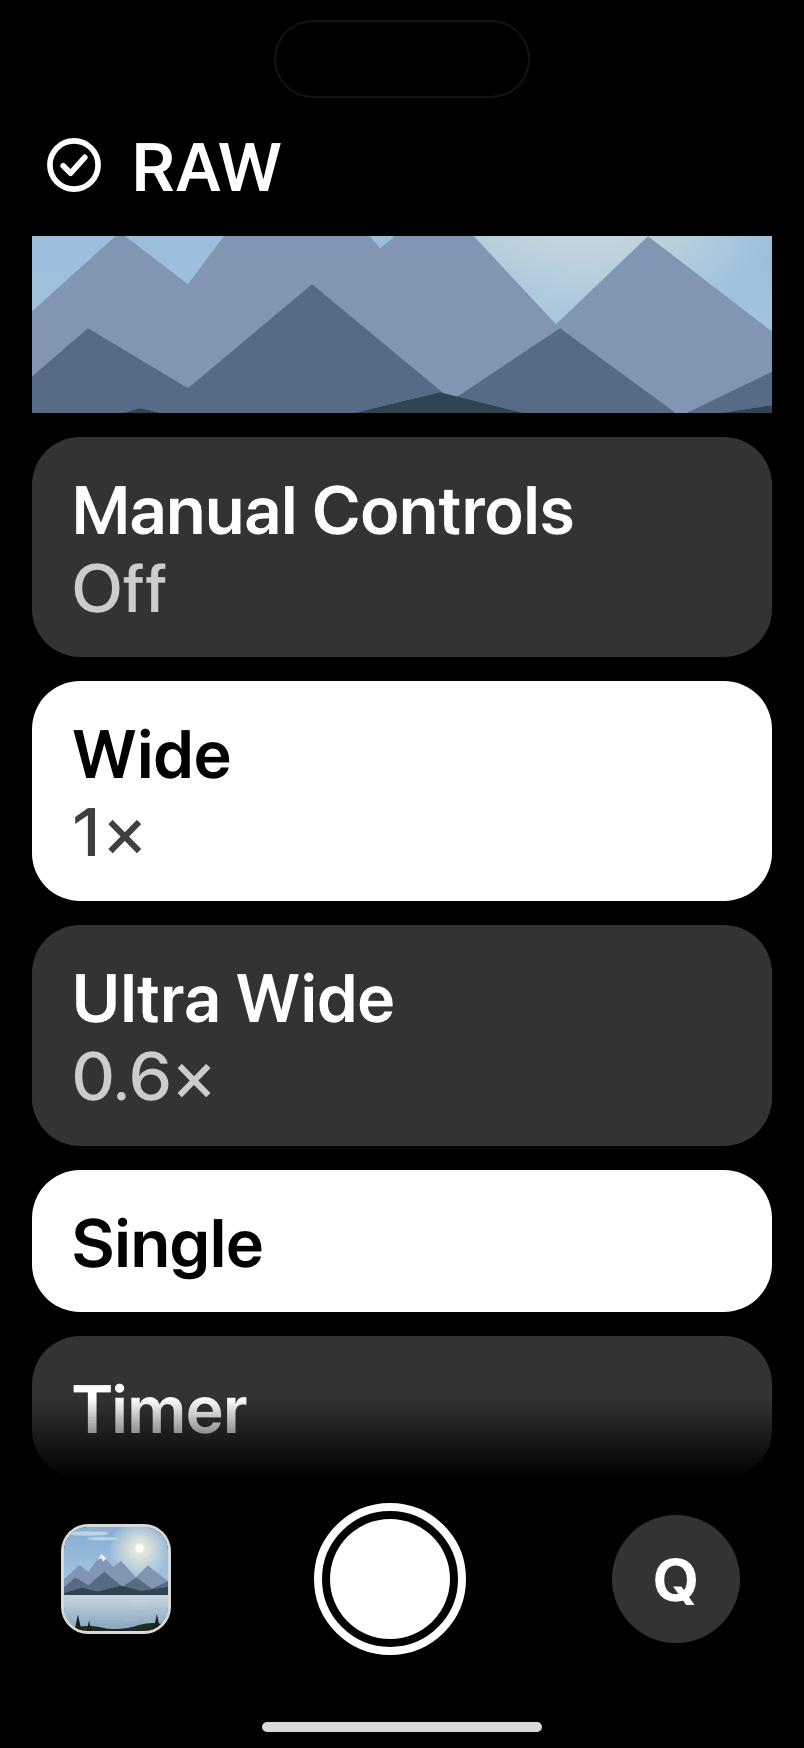 RAW
Manual Controls
Off
Wide
1×
Ultra Wide
0.6×
Single
Timer
Q